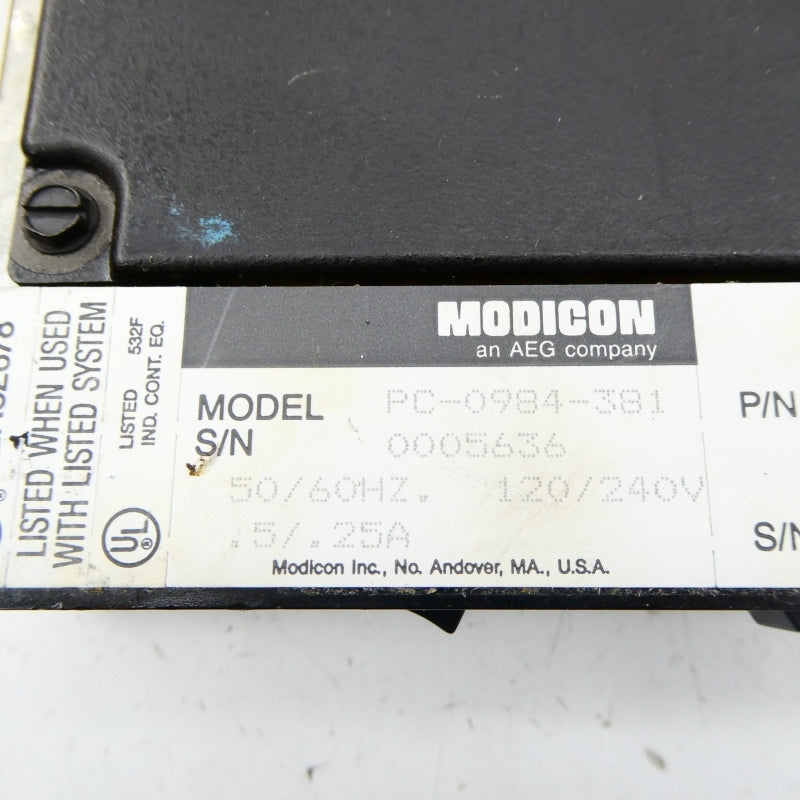 LISTED WHEN USED
WITH LISTED SYSTEM
LISTED 532F
IND. CONT. EQ.
UL
®
MODICON
an AEG company
MODEL PC-0984-381
S/N 0005636
50/60HZ. 120/240V
.5/.25A
Modicon Inc., No. Andover, MA., U.S.A.
P/N
S/N